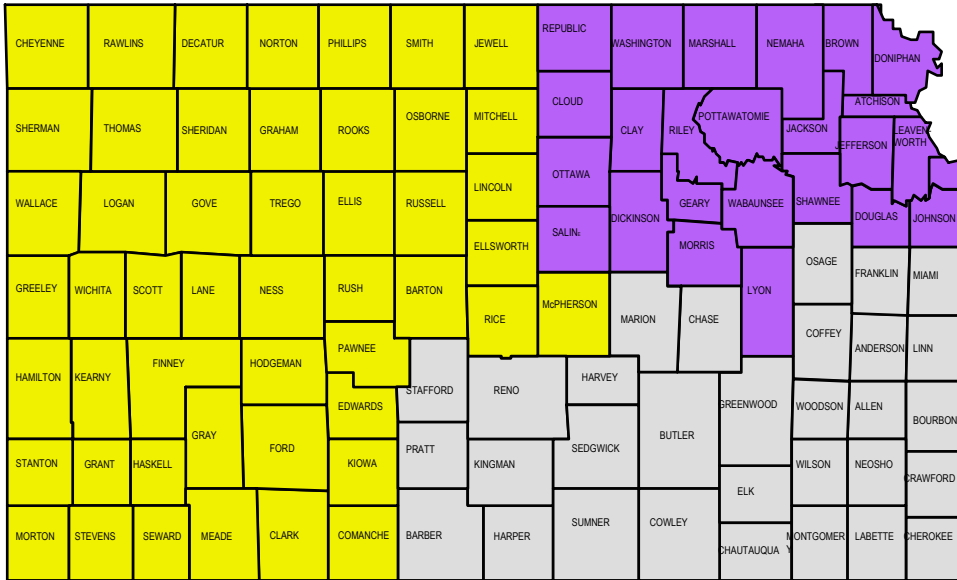 CHEYENNE RAWLINS DECATUR NORTON PHILLIPS SMITH JEWELL REPUBLIC WASHINGTON MARSHALL NEMAHA BROWN DONIPHAN
SHERMAN THOMAS SHERIDAN GRAHAM ROOKS OSBORNE MITCHELL CLOUD CLAY RILEY POTTAWATOMIE JACKSON ATCHISON
JEFFERSON LEAVEN-
WORTH
WALLACE LOGAN GOVE TREGO ELLIS RUSSELL LINCOLN OTTAWA DICKINSON GEARY WABAUNSEE SHAWNEE DOUGLAS JOHNSON
ELLSWORTH SALINE MORRIS
GREELEY WICHITA SCOTT LANE NESS RUSH BARTON RICE McPHERSON MARION CHASE LYON OSAGE FRANKLIN MIAMI
HAMILTON KEARNY FINNEY HODGEMAN PAWNEE STAFFORD RENO HARVEY COFFEY ANDERSON LINN
GRAY FORD EDWARDS PRATT SEDGWICK BUTLER GREENWOOD WOODSON ALLEN BOURBON
STANTON GRANT HASKELL KIOWA KINGMAN ELK WILSON NEOSHO CRAWFORD
MORTON STEVENS SEWARD MEADE CLARK COMANCHE BARBER HARPER SUMNER COWLEY CHAUTAUQUA MONTGOMER
Y LABETTE CHEROKEE